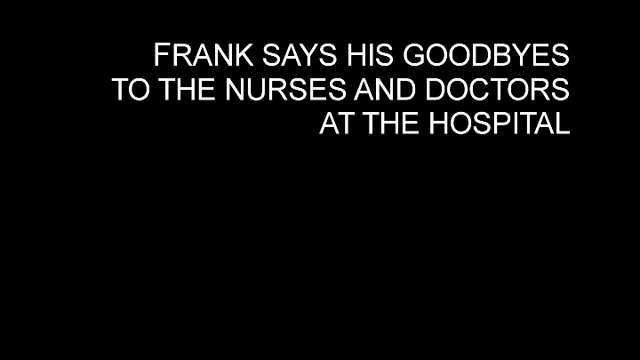 FRANK SAYS HIS GOODBYES
TO THE NURSES AND DOCTORS
AT THE HOSPITAL